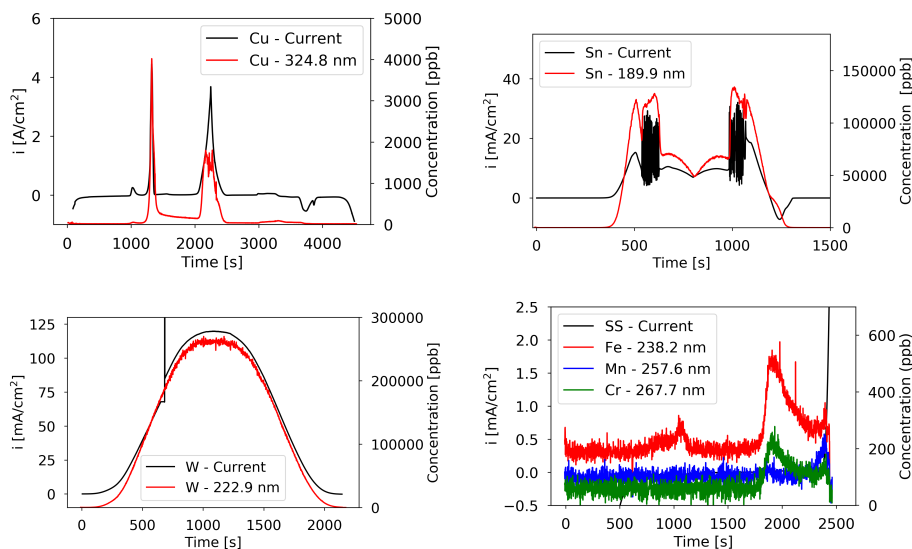 6
4
2
0
i [A/cm²]
Cu - Current
Cu - 324.8 nm
5000
4000
3000
2000
1000
0
Concentration [ppb]
0 1000 2000 3000 4000
Time [s]
40
20
0
i [mA/cm²]
Sn - Current
Sn - 189.9 nm
150000
100000
50000
0
Concentration [ppb]
0 500 1000 1500
Time [s]
125
100
75
50
25
0
i [mA/cm²]
W - Current
W - 222.9 nm
300000
200000
100000
0
Concentration [ppb]
0 500 1000 1500 2000
Time [s]
2.5
2.0
1.5
1.0
0.5
0.0
−0.5
i [mA/cm²]
SS - Current
Fe - 238.2 nm
Mn - 257.6 nm
Cr - 267.7 nm
600
400
200
0
Concentration (ppb)
0 500 1000 1500 2000 2500
Time [s]